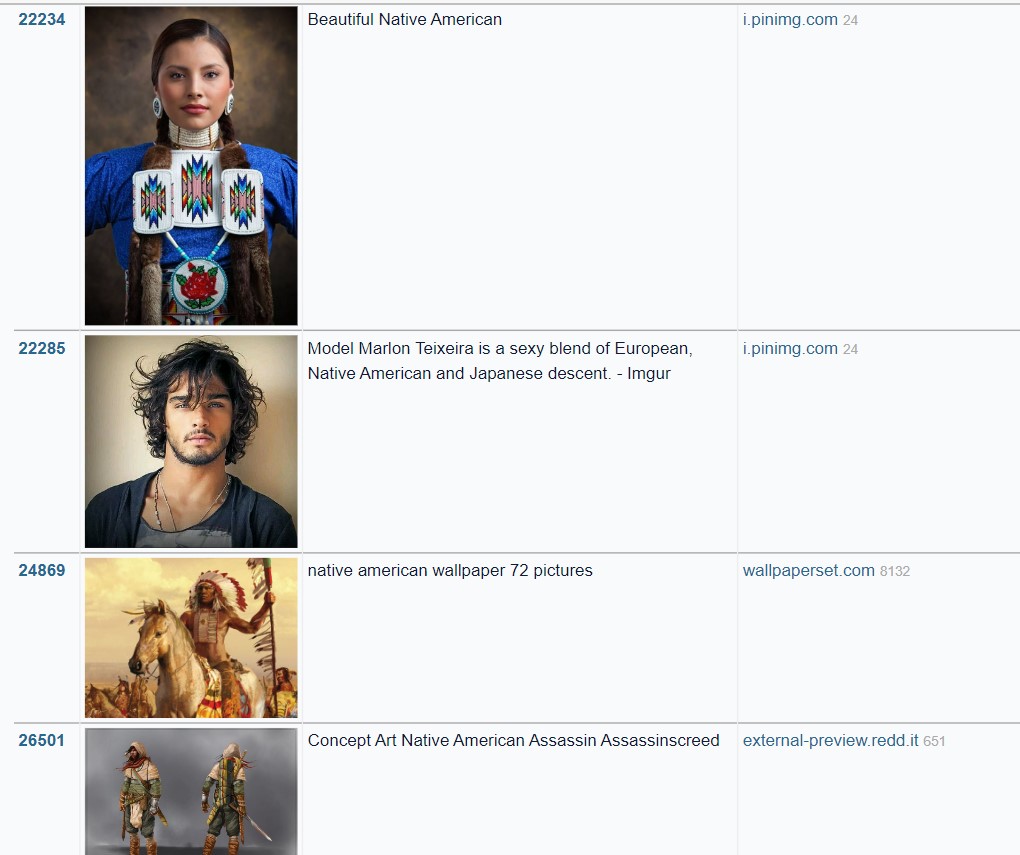 22234
Beautiful Native American
i.pinimg.com 24
22285
Model Marlon Teixeira is a sexy blend of European,
Native American and Japanese descent. - Imgur
i.pinimg.com 24
24869
native american wallpaper 72 pictures
wallpaperset.com 8132
26501
Concept Art Native American Assassin Assassinscreed
external-preview.redd.it 651